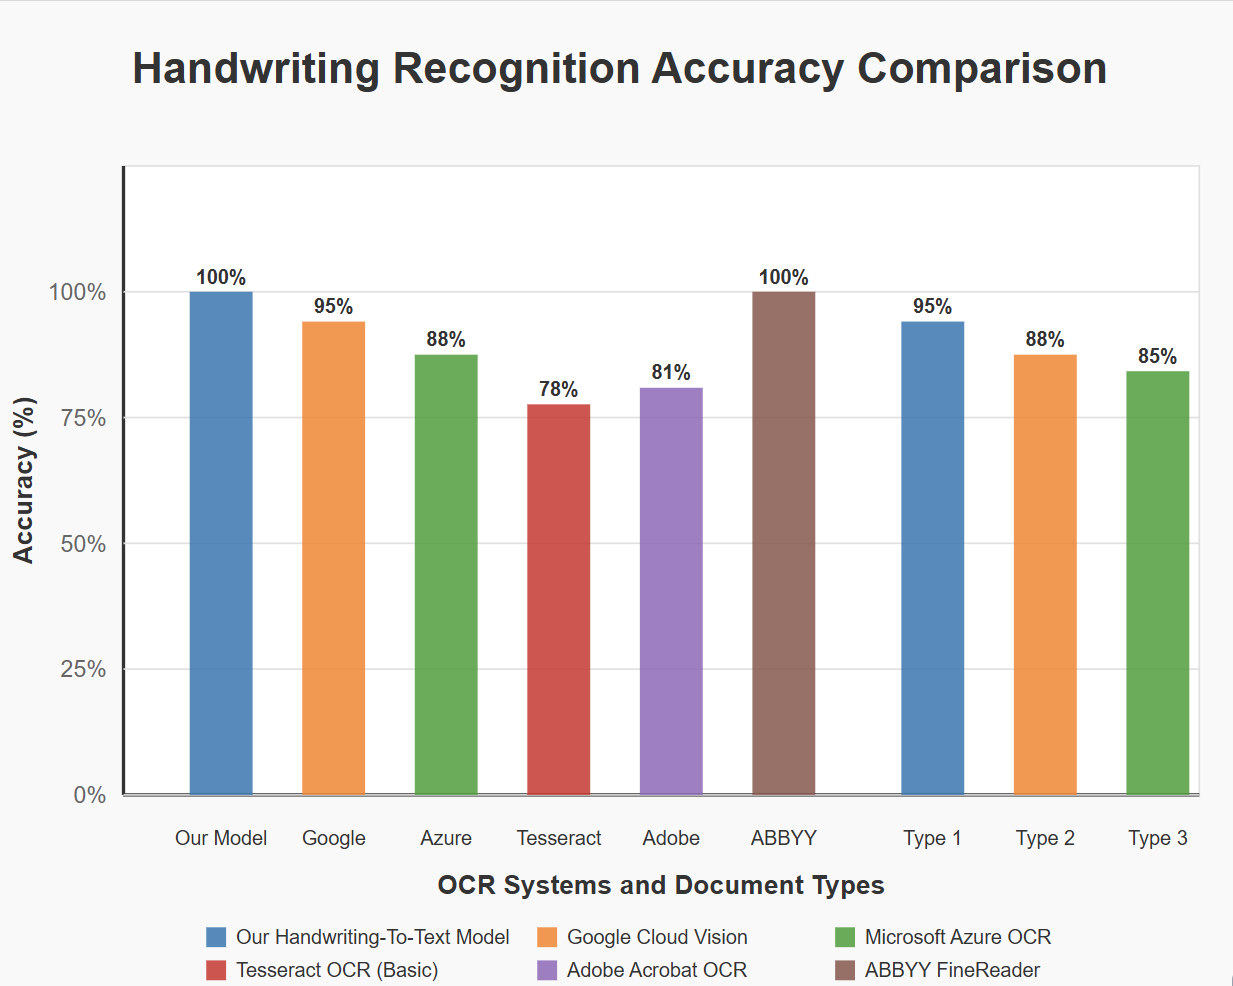 Handwriting Recognition Accuracy Comparison
100% 95% 88% 78% 81% 100% 95% 88% 85%
100%
75%
50%
25%
0%
Accuracy (%)
Our Model Google Azure Tesseract Adobe ABBYY Type 1 Type 2 Type 3
OCR Systems and Document Types
Our Handwriting-To-Text Model Google Cloud Vision Microsoft Azure OCR
Tesseract OCR (Basic) Adobe Acrobat OCR ABBYY FineReader